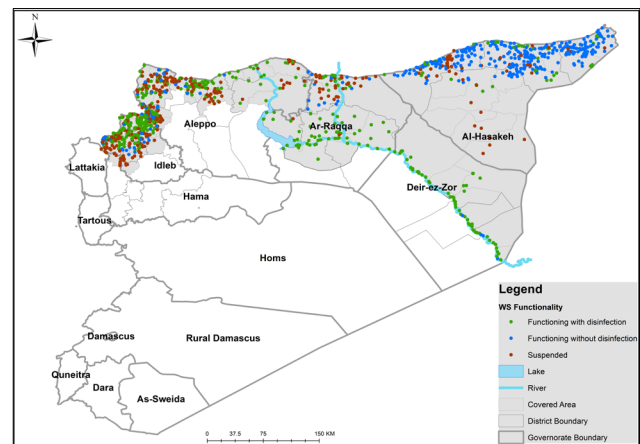 N
Aleppo
Ar-Raqqa
Al-Hasakeh
Lattakia
Idleb
Deir-ez-Zor
Hama
Tartous
Homs
Damascus
Rural Damascus
Quneitra
Dara
As-Sweida
0 37.5 75 150 KM
Legend
WS Functionality
Functioning with disinfection
Functioning without disinfection
Suspended
Lake
River
Covered Area
District Boundary
Governorate Boundary